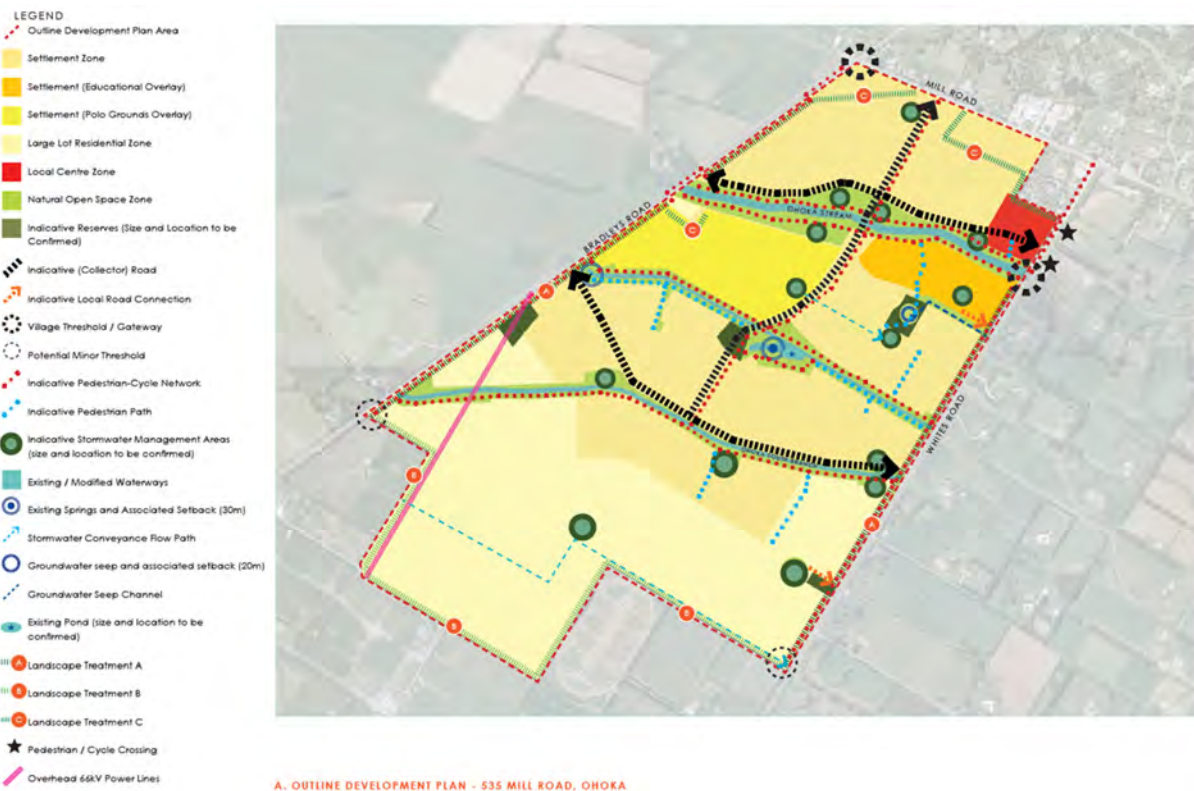 LEGEND
Outline Development Plan Area
Settlement Zone
Settlement (Educational Overlay)
Settlement (Polo Grounds Overlay)
Large Lot Residential Zone
Local Centre Zone
Natural Open Space Zone
Indicative Reserves (Size and Location to be
Confirmed)
Indicative (Collector) Road
Indicative Local Road Connection
Village Threshold / Gateway
Potential Minor Threshold
Indicative Pedestrian-Cycle Network
Indicative Pedestrian Path
Indicative Stormwater Management Areas
(size and location to be confirmed)
Existing / Modified Waterways
Existing Springs and Associated Setback (30m)
Stormwater Conveyance Flow Path
Groundwater seep and associated setback (20m)
Groundwater Seep Channel
Existing Pond (size and location to be
confirmed)
A Landscape Treatment A
B Landscape Treatment B
C Landscape Treatment C
Pedestrian / Cycle Crossing
Overhead 66kV Power Lines
MILL ROAD
C
C
OHOKA STREAM
BRADLEYS ROAD
C
A
WHITES ROAD
B
A
B
B
A. OUTLINE DEVELOPMENT PLAN - 535 MILL ROAD, OHOKA